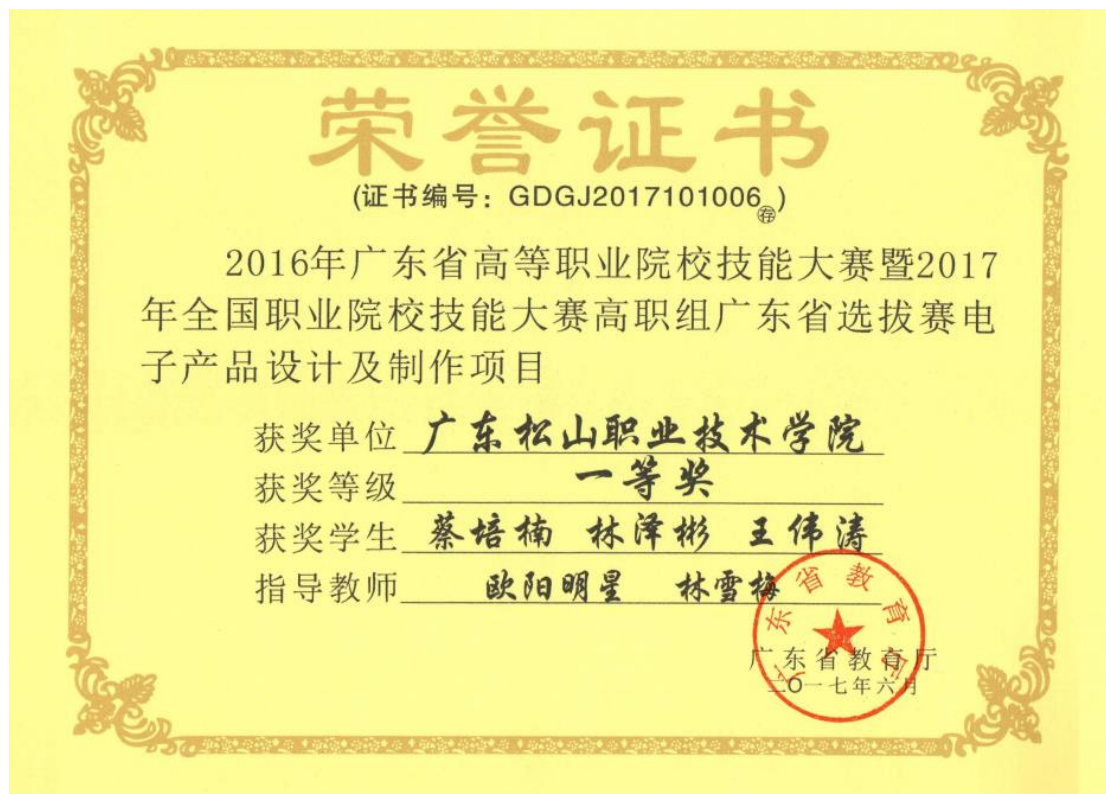 荣誉证书
(证书编号：GDGJ2017101006㊝)
2016年广东省高等职业院校技能大赛暨2017
年全国职业院校技能大赛高职组广东省选拔赛电
子产品设计及制作项目
获奖单位 广东松山职业技术学院
获奖等级 一等奖
获奖学生 蔡培楠 林泽彬 王伟涛
指导教师 欧阳明星 林雪梅
广东省教育厅
广东省教育厅
二〇一七年六月